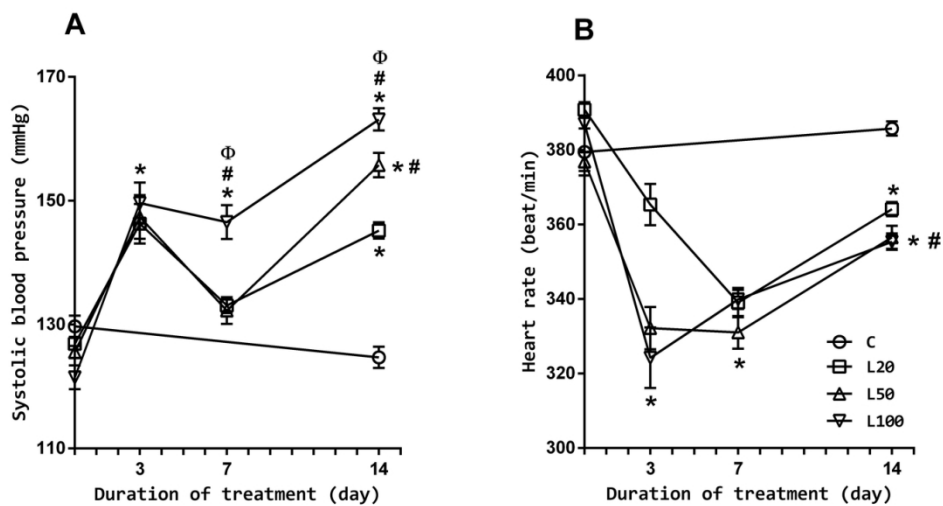 A
Systolic blood pressure (mmHg)
170
150
130
110
*
Φ
#
*
Φ
#
*
* #
*
3
7
14
Duration of treatment (day)
B
Heart rate (beat/min)
400
380
360
340
320
300
*
* #
*
*
C
L20
L50
L100
3
7
14
Duration of treatment (day)